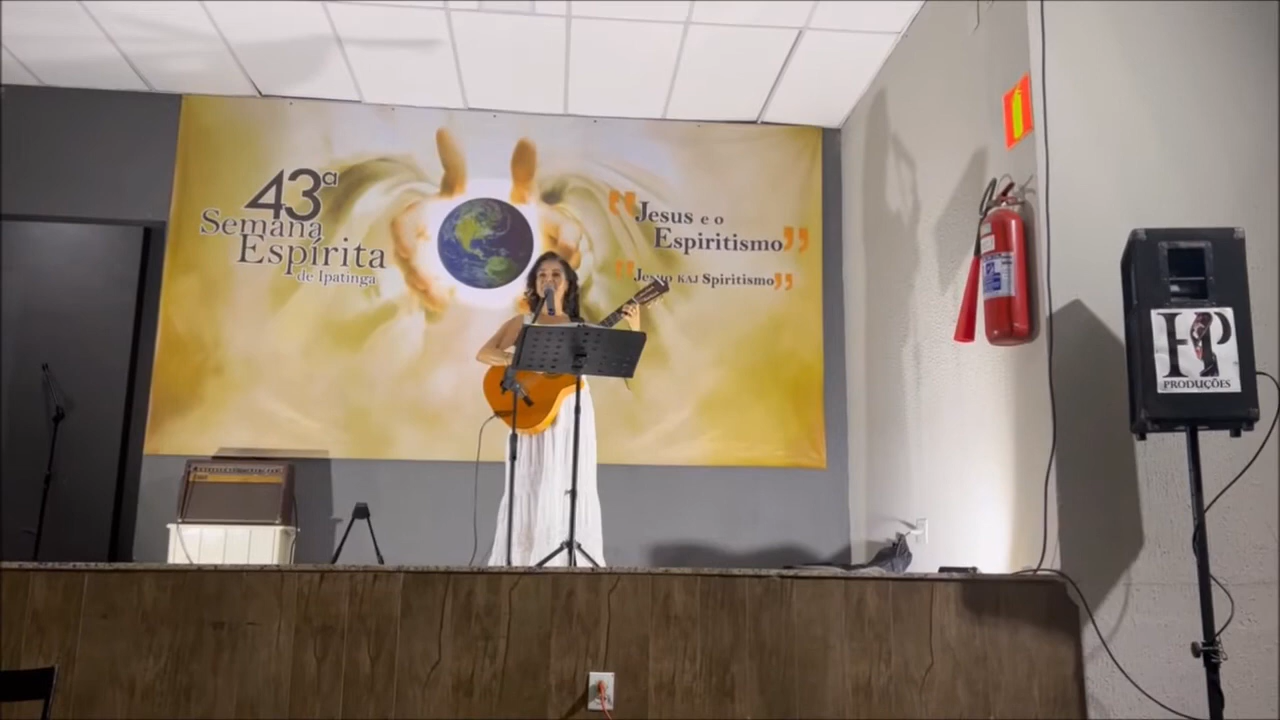 43ª
Semana
Espírita
de Ipatinga
"Jesus e o
Espiritismo"
"Jesuo kaj Spiritismo"
HP
PRODUÇÕES